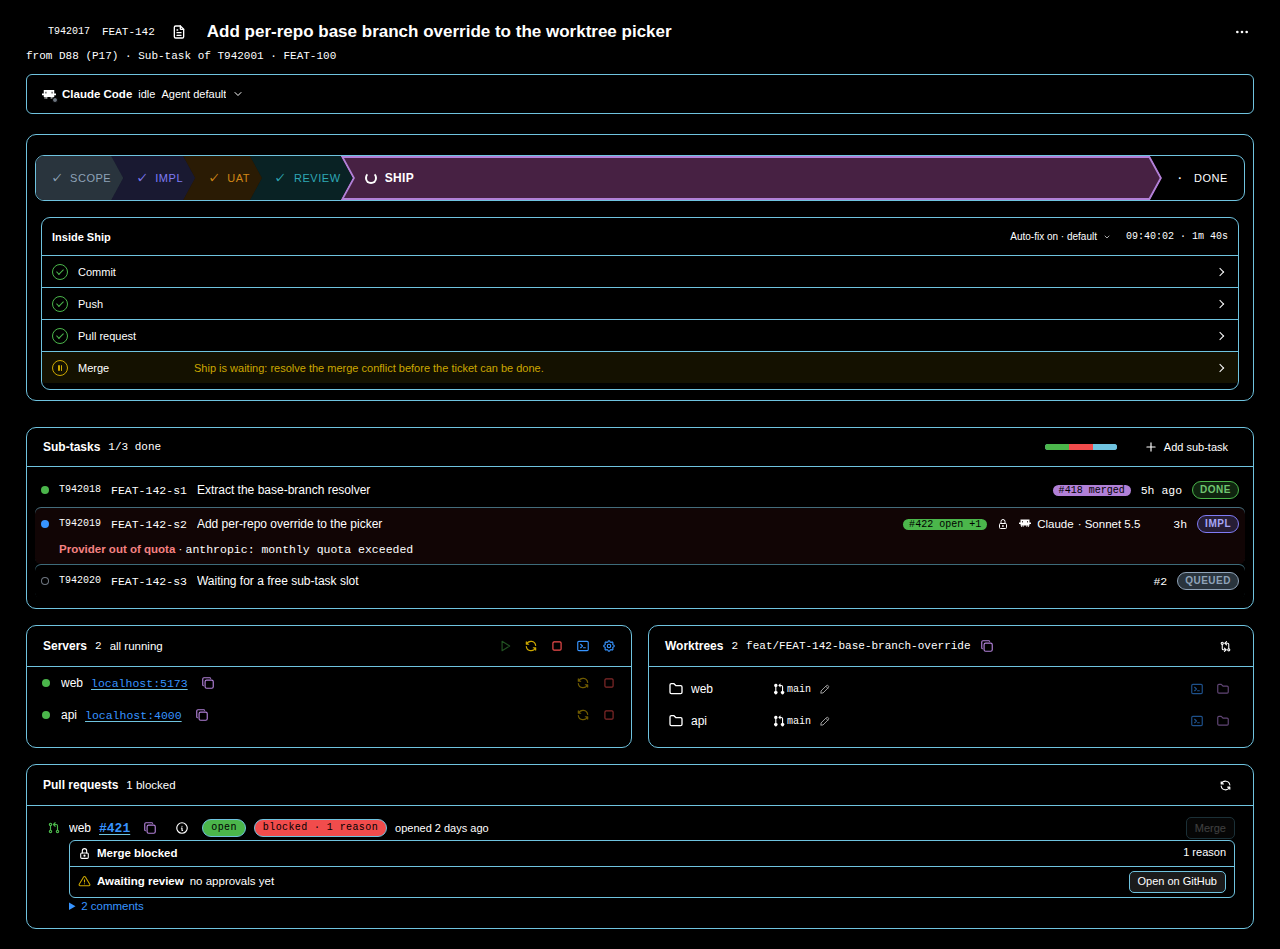 T942017 FEAT-142 Add per-repo base branch override to the worktree picker
from D88 (P17) · Sub-task of T942001 · FEAT-100
Claude Code idle Agent default
SCOPE IMPL UAT REVIEW SHIP · DONE
Inside Ship Auto-fix on · default 09:40:02 · 1m 40s
Commit
Push
Pull request
Merge Ship is waiting: resolve the merge conflict before the ticket can be done.
Sub-tasks 1/3 done Add sub-task
T942018 FEAT-142-s1 Extract the base-branch resolver #418 merged 5h ago DONE
T942019 FEAT-142-s2 Add per-repo override to the picker #422 open +1 Claude · Sonnet 5.5 3h IMPL
Provider out of quota · anthropic: monthly quota exceeded
T942020 FEAT-142-s3 Waiting for a free sub-task slot #2 QUEUED
Servers 2 all running
web localhost:5173
api localhost:4000
Worktrees 2 feat/FEAT-142-base-branch-override
web main
api main
Pull requests 1 blocked
web #421 open blocked · 1 reason opened 2 days ago Merge
Merge blocked 1 reason
Awaiting review no approvals yet Open on GitHub
2 comments